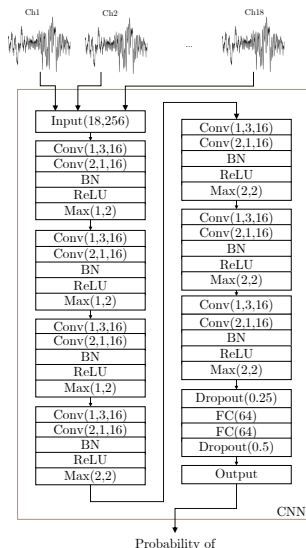 Ch1
Ch2
...
Ch18
Input(18,256)
Conv(1,3,16)
Conv(2,1,16)
BN
ReLU
Max(1,2)
Conv(1,3,16)
Conv(2,1,16)
BN
ReLU
Max(1,2)
Conv(1,3,16)
Conv(2,1,16)
BN
ReLU
Max(1,2)
Conv(1,3,16)
Conv(2,1,16)
BN
ReLU
Max(2,2)
Conv(1,3,16)
Conv(2,1,16)
BN
ReLU
Max(2,2)
Conv(1,3,16)
Conv(2,1,16)
BN
ReLU
Max(2,2)
Conv(1,3,16)
Conv(2,1,16)
BN
ReLU
Max(2,2)
Dropout(0.25)
FC(64)
FC(64)
Dropout(0.5)
Output
CNN
Probability of